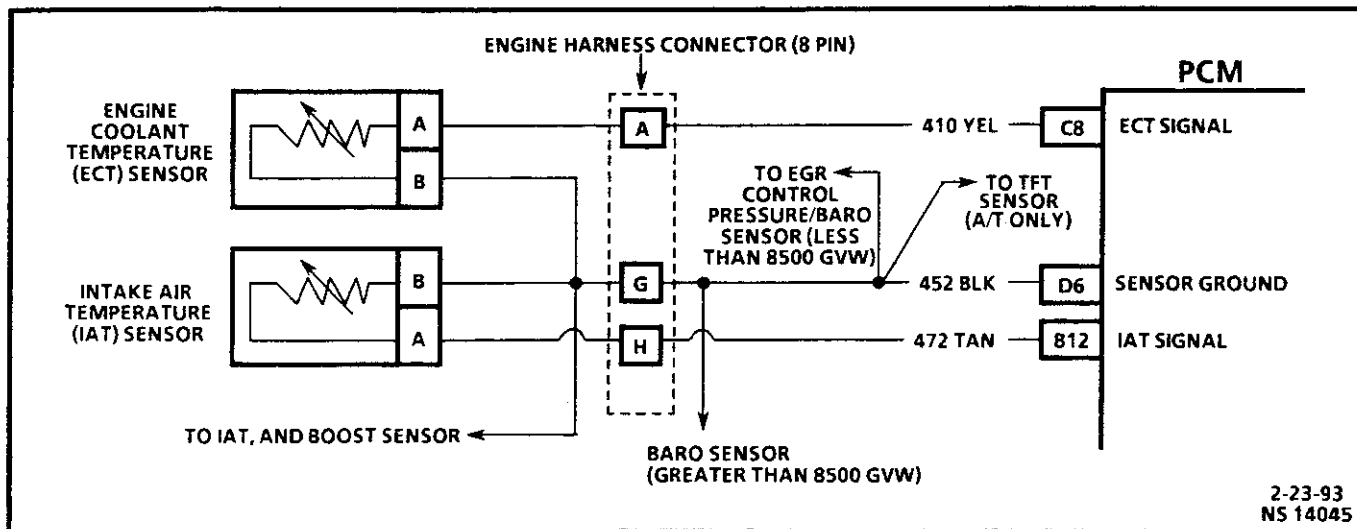 ENGINE HARNESS CONNECTOR (8 PIN)
PCM
ENGINE
COOLANT
TEMPERATURE
(ECT) SENSOR
A
B
A
410 YEL
C8
ECT SIGNAL
TO EGR
CONTROL
PRESSURE/BARO
SENSOR (LESS
THAN 8500 GVW)
TO TFT
SENSOR
(A/T ONLY)
INTAKE AIR
TEMPERATURE
(IAT) SENSOR
B
A
G
452 BLK
D6
SENSOR GROUND
H
472 TAN
B12
IAT SIGNAL
TO IAT, AND BOOST SENSOR
BARO SENSOR
(GREATER THAN 8500 GVW)
2-23-93
NS 14045